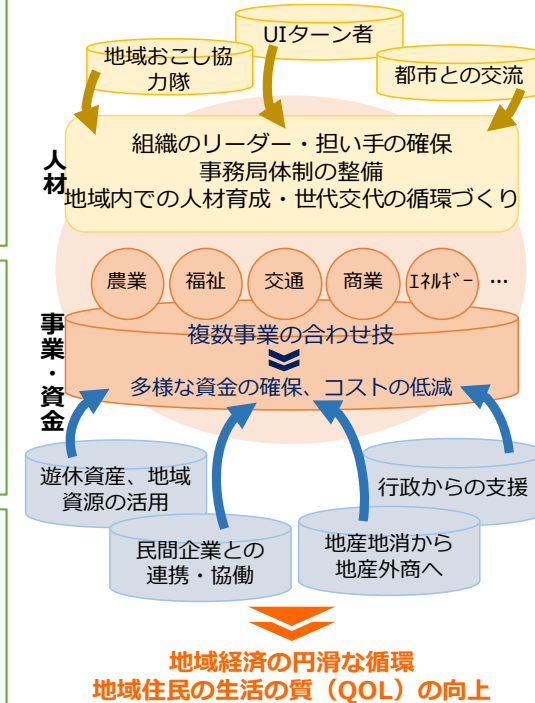 UIターン者
地域おこし協
力隊
都市との交流
人材
組織のリーダー・担い手の確保
事務局体制の整備
地域内での人材育成・世代交代の循環づくり
農業
福祉
交通
商業
ｴﾈﾙｷﾞｰ
…
事業・資金
複数事業の合わせ技
多様な資金の確保、コストの低減
遊休資産、地域
資源の活用
行政からの支援
民間企業との
連携・協働
地産地消から
地産外商へ
地域経済の円滑な循環
地域住民の生活の質（QOL）の向上